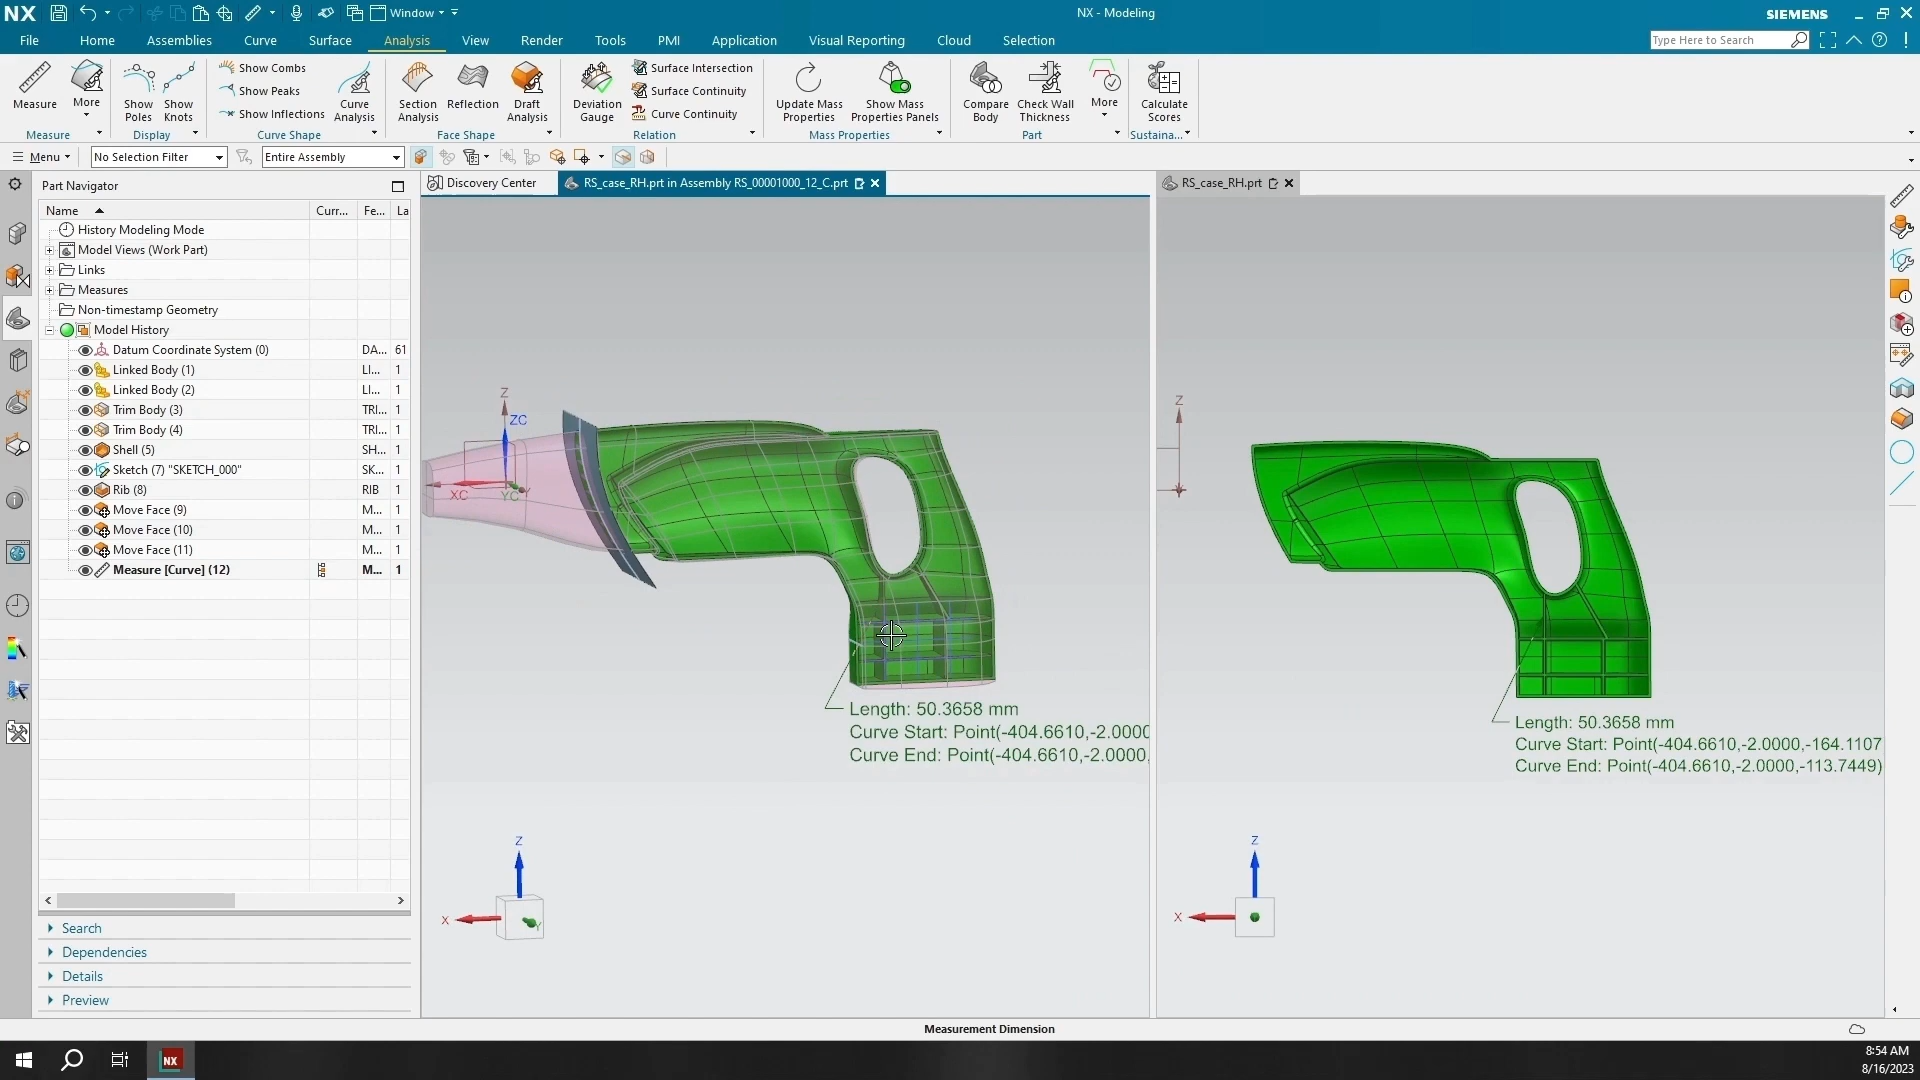 NX
Window
NX - Modeling
SIEMENS
File Home Assemblies Curve Surface Analysis View Render Tools PMI Application Visual Reporting Cloud Selection
Type Here to Search
Measure
More
Measure
Show Poles
Show Knots
Display
Show Combs
Show Peaks
Show Inflections
Curve Analysis
Curve Shape
Section Analysis
Reflection
Draft Analysis
Face Shape
Deviation Gauge
Surface Intersection
Surface Continuity
Curve Continuity
Relation
Update Mass Properties
Show Mass Properties Panels
Mass Properties
Compare Body
Check Wall Thickness
More
Part
Calculate Scores
Sustaina...
Menu
No Selection Filter
Entire Assembly
Part Navigator
Name Curr... Fe... La
History Modeling Mode
Model Views (Work Part)
Links
Measures
Non-timestamp Geometry
Model History
Datum Coordinate System (0) DA... 61
Linked Body (1) LI... 1
Linked Body (2) LI... 1
Trim Body (3) TRI... 1
Trim Body (4) TRI... 1
Shell (5) SH... 1
Sketch (7) "SKETCH_000" SK... 1
Rib (8) RIB 1
Move Face (9) M... 1
Move Face (10) M... 1
Move Face (11) M... 1
Measure [Curve] (12) M... 1
Search
Dependencies
Details
Preview
Discovery Center
RS_case_RH.prt in Assembly RS_00001000_12_C.prt
RS_case_RH.prt
Z
ZC
XC
YC
Length: 50.3658 mm
Curve Start: Point(-404.6610,-2.0000
Curve End: Point(-404.6610,-2.0000,
Z
X
Y
Z
Length: 50.3658 mm
Curve Start: Point(-404.6610,-2.0000,-164.1107
Curve End: Point(-404.6610,-2.0000,-113.7449)
Z
X
Measurement Dimension
NX
8:54 AM
8/16/2023